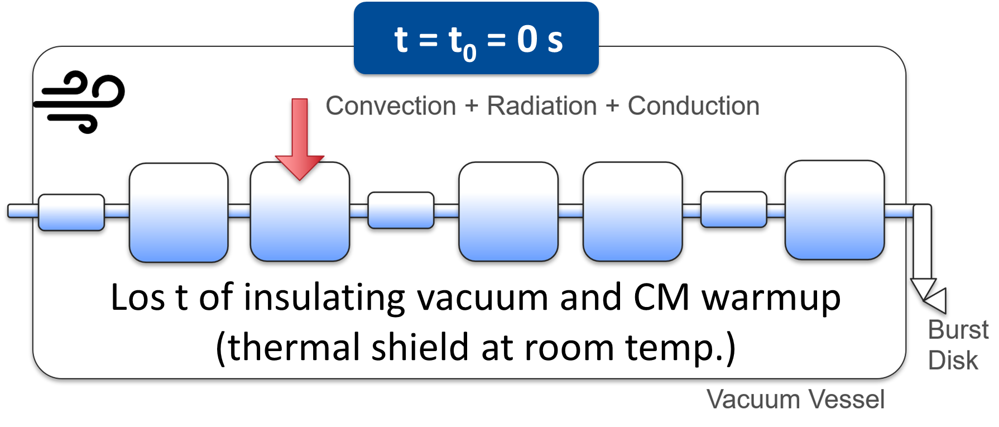 t = t₀ = 0 s
Convection + Radiation + Conduction
Los t of insulating vacuum and CM warmup
(thermal shield at room temp.)
Burst
Disk
Vacuum Vessel